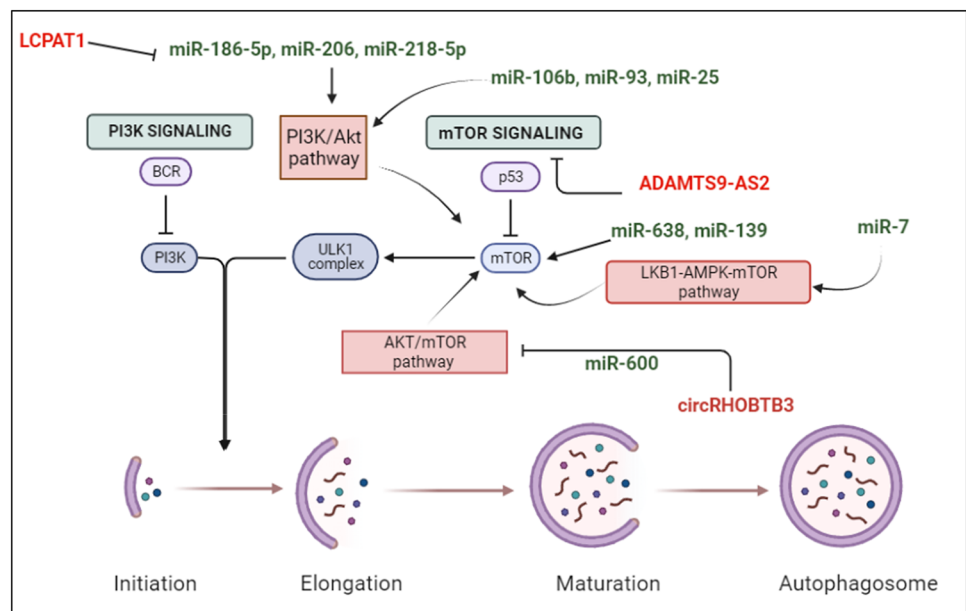 LCPAT1
miR-186-5p, miR-206, miR-218-5p
miR-106b, miR-93, miR-25
PI3K SIGNALING
PI3K/Akt
pathway
mTOR SIGNALING
BCR
p53
ADAMTS9-AS2
miR-638, miR-139
miR-7
PI3K
ULK1
complex
mTOR
LKB1-AMPK-mTOR
pathway
AKT/mTOR
pathway
miR-600
circRHOBTB3
Initiation
Elongation
Maturation
Autophagosome